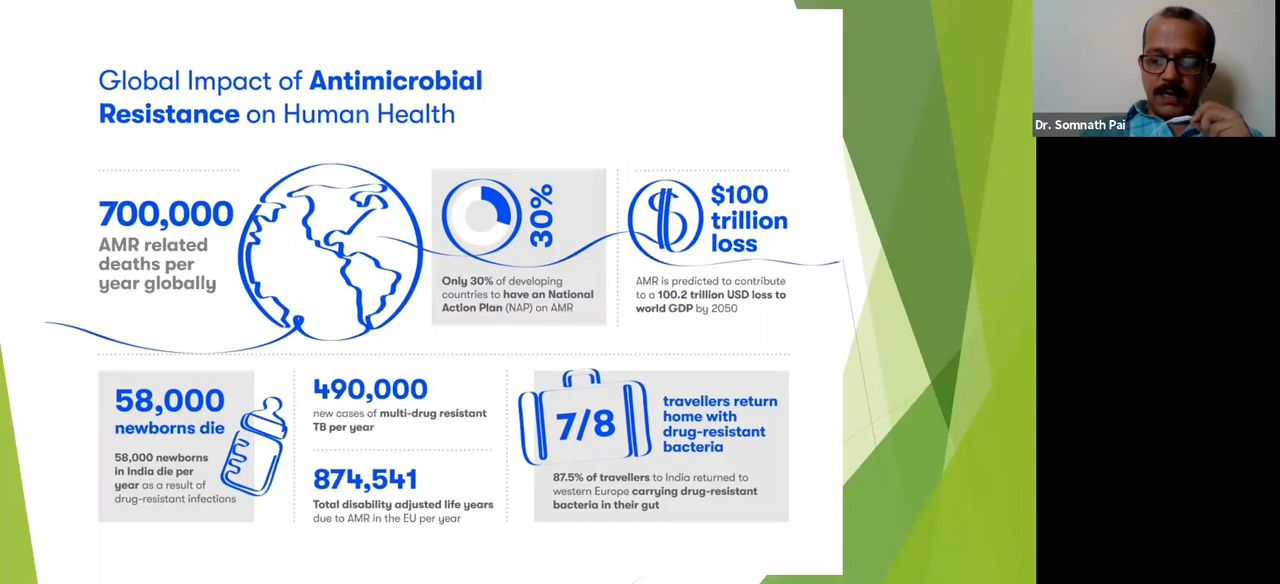 Global Impact of Antimicrobial
Resistance on Human Health
700,000
AMR related
deaths per
year globally
30%
Only 30% of developing
countries to have an National
Action Plan (NAP) on AMR
$
$100
trillion
loss
AMR is predicted to contribute
to a 100.2 trillion USD loss to
world GDP by 2050
58,000
newborns die
58,000 newborns
in India die per
year as a result of
drug-resistant infections
490,000
new cases of multi-drug resistant
TB per year
874,541
Total disability adjusted life years
due to AMR in the EU per year
7/8
travellers return
home with
drug-resistant
bacteria
87.5% of travellers to India returned to
western Europe carrying drug-resistant
bacteria in their gut
Dr. Somnath Pai